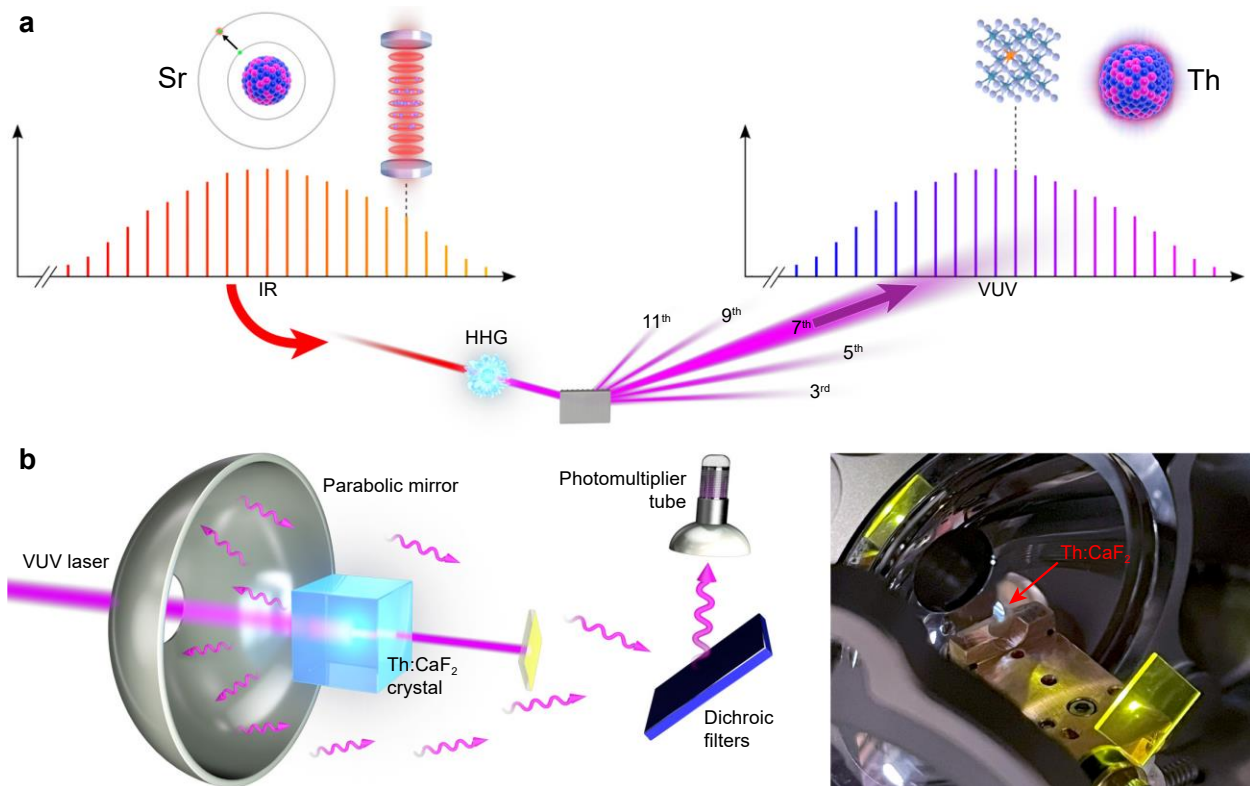 a
Sr
Th
IR
VUV
HHG
11th
9th
7th
5th
3rd
b
Parabolic mirror
VUV laser
Th:CaF₂
crystal
Photomultiplier
tube
Dichroic
filters
Th:CaF₂